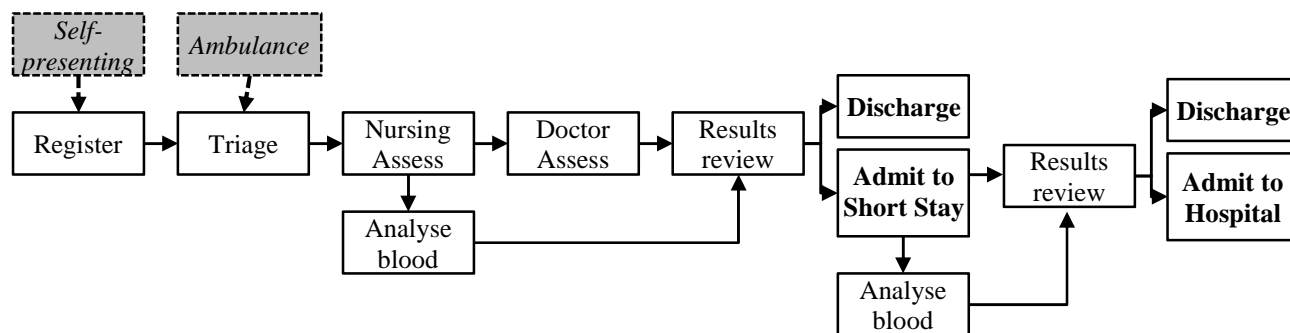 Self-
presenting
Ambulance
Register
Triage
Nursing
Assess
Doctor
Assess
Results
review
Analyse
blood
Discharge
Admit to
Short Stay
Analyse
blood
Results
review
Discharge
Admit to
Hospital